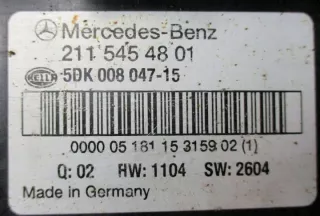 Mercedes-Benz
211 545 48 01
HELLA 5DK 008 047-15
0000 05 181 15 3159 02 (1)
Q: 02 HW: 1104 SW: 2604
Made in Germany